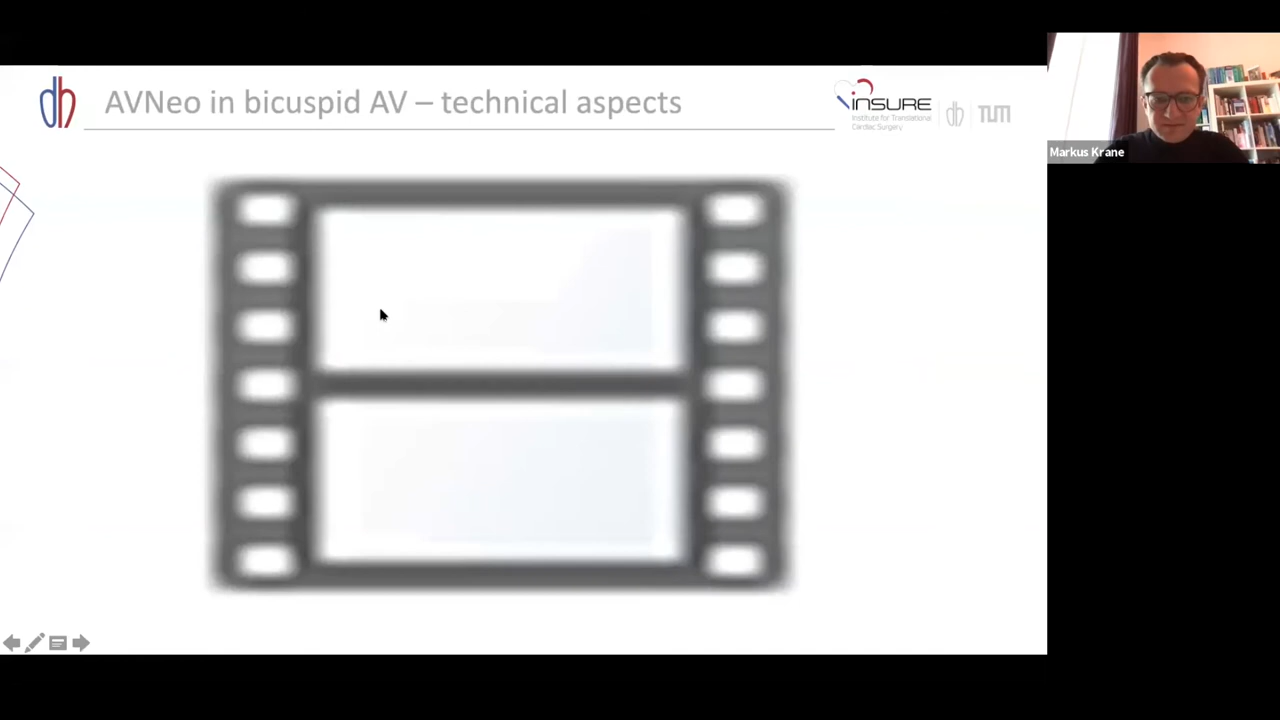 AVNeo in bicuspid AV – technical aspects
INSURE
Institute for Translational
Cardiac Surgery
TUM
Markus Krane